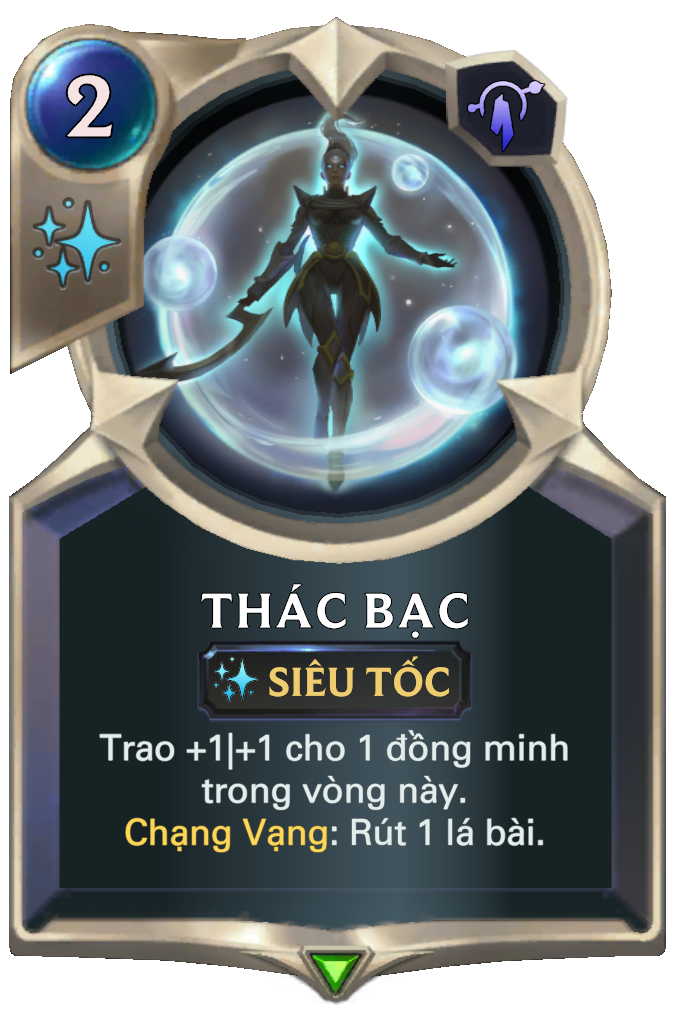 2
THÁC BẠC
SIÊU TỐC
Trao +1|+1 cho 1 đồng minh
trong vòng này.
Chạng Vạng: Rút 1 lá bài.